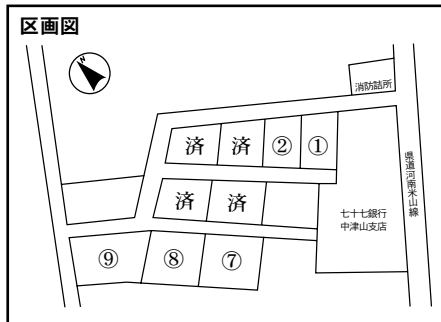 区画図
N
消防詰所
済 済 ② ①
県道河南米山線
済 済
七十七銀行
中津山支店
⑨ ⑧ ⑦